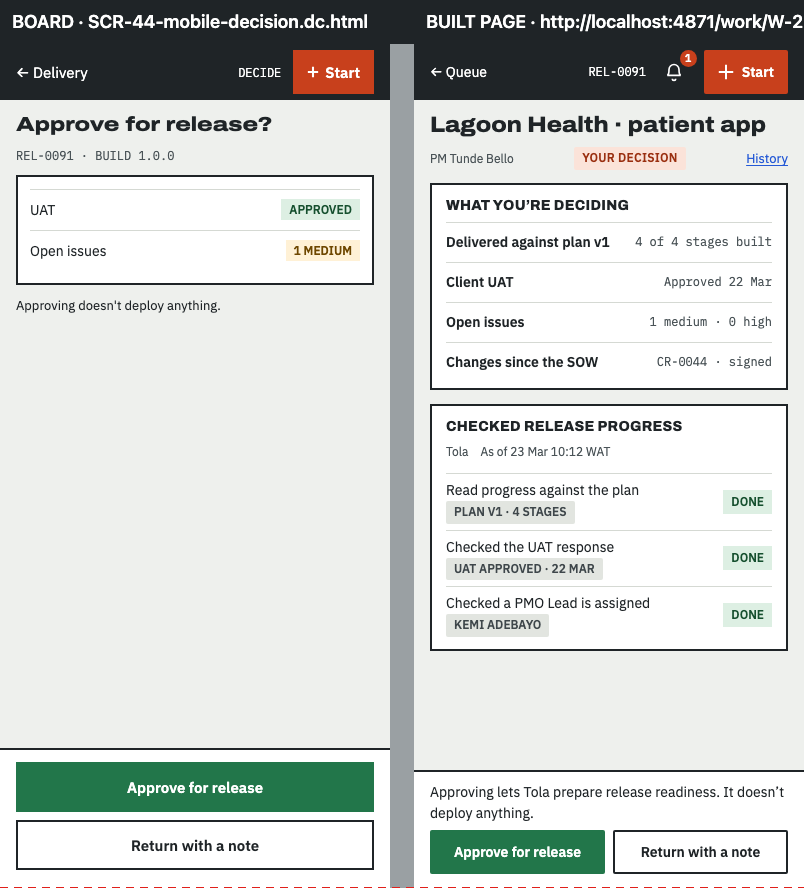 BOARD · SCR-44-mobile-decision.dc.html
← Delivery
DECIDE
+ Start
Approve for release?
REL-0091 · BUILD 1.0.0
UAT
APPROVED
Open issues
1 MEDIUM
Approving doesn't deploy anything.
Approve for release
Return with a note
BUILT PAGE · http://localhost:4871/work/W-2
← Queue
REL-0091
1
+ Start
Lagoon Health · patient app
PM Tunde Bello
YOUR DECISION
History
WHAT YOU’RE DECIDING
Delivered against plan v1
4 of 4 stages built
Client UAT
Approved 22 Mar
Open issues
1 medium · 0 high
Changes since the SOW
CR-0044 · signed
CHECKED RELEASE PROGRESS
Tola As of 23 Mar 10:12 WAT
Read progress against the plan
PLAN V1 · 4 STAGES
DONE
Checked the UAT response
UAT APPROVED · 22 MAR
DONE
Checked a PMO Lead is assigned
KEMI ADEBAYO
DONE
Approving lets Tola prepare release readiness. It doesn’t
deploy anything.
Approve for release
Return with a note